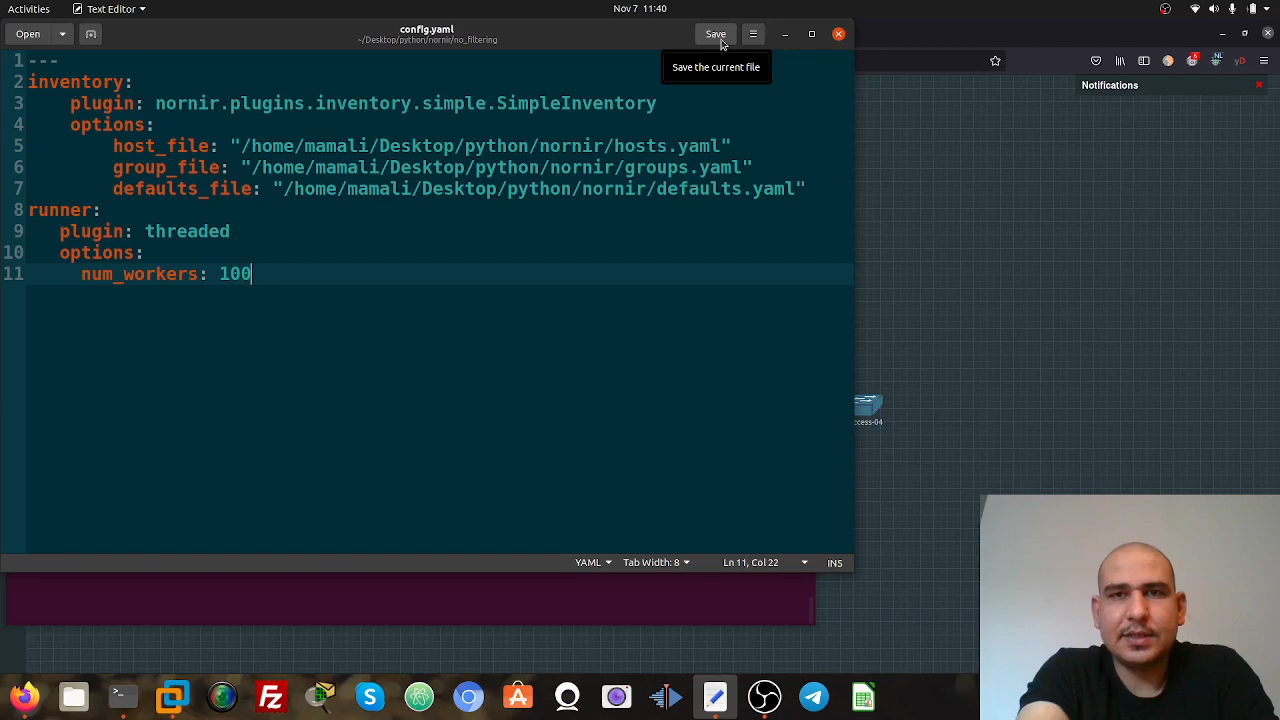 Activities
Text Editor
Nov 7 11:40
Open
config.yaml
~/Desktop/python/nornir/no_filtering
Save
Save the current file
1 ---
2 inventory:
3 plugin: nornir.plugins.inventory.simple.SimpleInventory
4 options:
5 host_file: "/home/mamali/Desktop/python/nornir/hosts.yaml"
6 group_file: "/home/mamali/Desktop/python/nornir/groups.yaml"
7 defaults_file: "/home/mamali/Desktop/python/nornir/defaults.yaml"
8 runner:
9 plugin: threaded
10 options:
11 num_workers: 100
YAML
Tab Width: 8
Ln 11, Col 22
INS
Notifications
ccess-04